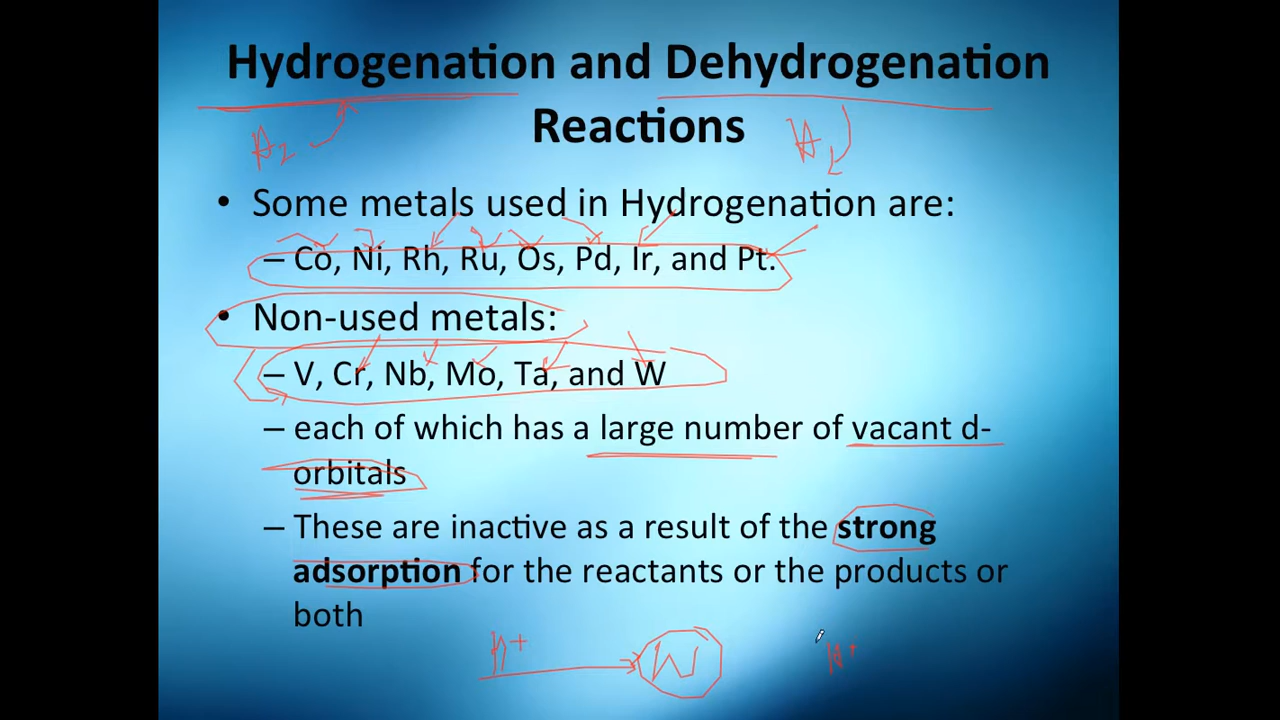 Hydrogenation and Dehydrogenation
Reactions
H2 H2
• Some metals used in Hydrogenation are:
– Co, Ni, Rh, Ru, Os, Pd, Ir, and Pt.
• Non-used metals:
– V, Cr, Nb, Mo, Ta, and W
– each of which has a large number of vacant d-
orbitals
– These are inactive as a result of the strong
adsorption for the reactants or the products or
both
H+ W H+